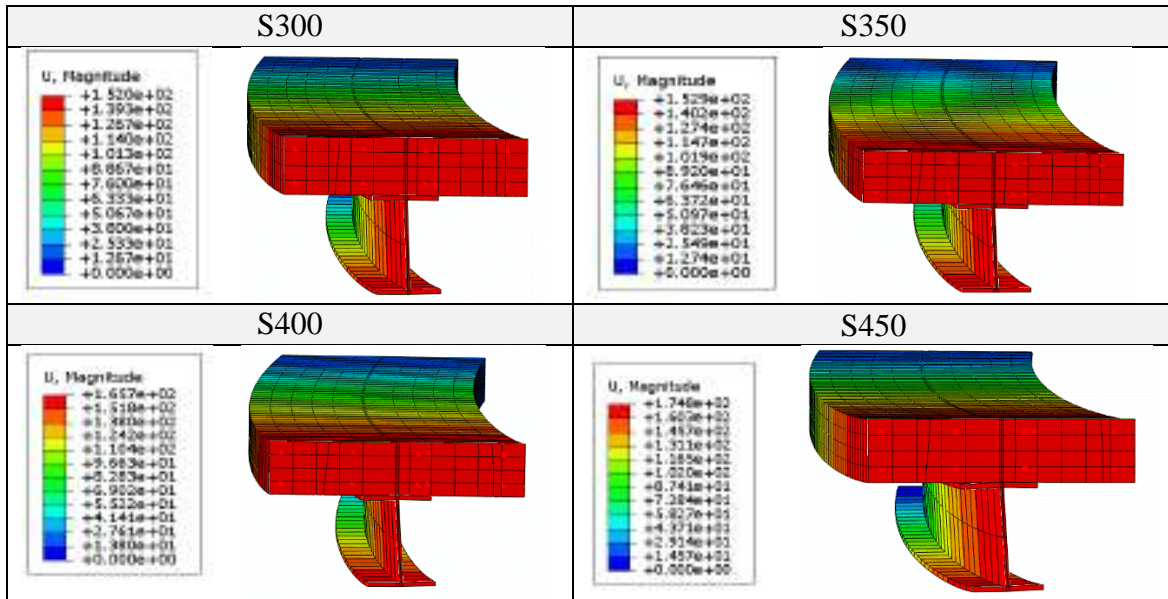 S300
U, Magnitude
+1.520e+02
+1.393e+02
+1.267e+02
+1.140e+02
+1.013e+02
+8.867e+01
+7.600e+01
+6.333e+01
+5.067e+01
+3.800e+01
+2.533e+01
+1.267e+01
+0.000e+00
S350
U, Magnitude
+1.529e+02
+1.402e+02
+1.274e+02
+1.147e+02
+1.019e+02
+8.920e+01
+7.646e+01
+6.372e+01
+5.097e+01
+3.823e+01
+2.549e+01
+1.274e+01
+0.000e+00
S400
U, Magnitude
+1.657e+02
+1.518e+02
+1.380e+02
+1.242e+02
+1.104e+02
+9.663e+01
+8.283e+01
+6.902e+01
+5.522e+01
+4.141e+01
+2.761e+01
+1.380e+01
+0.000e+00
S450
U, Magnitude
+1.748e+02
+1.603e+02
+1.457e+02
+1.311e+02
+1.165e+02
+1.020e+02
+8.741e+01
+7.284e+01
+5.827e+01
+4.371e+01
+2.914e+01
+1.457e+01
+0.000e+00